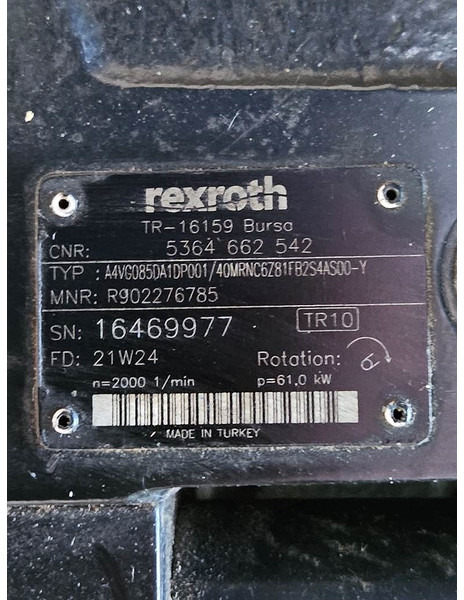 rexroth
TR-16159 Bursa
CNR: 5364 662 542
TYP : A4VG085DA1DP001/40MRNC6Z81FB2S4AS00-Y
MNR: R902276785
SN: 16469977 TR10
FD: 21W24 Rotation:
n=2000 1/min p=61,0 kW
MADE IN TURKEY